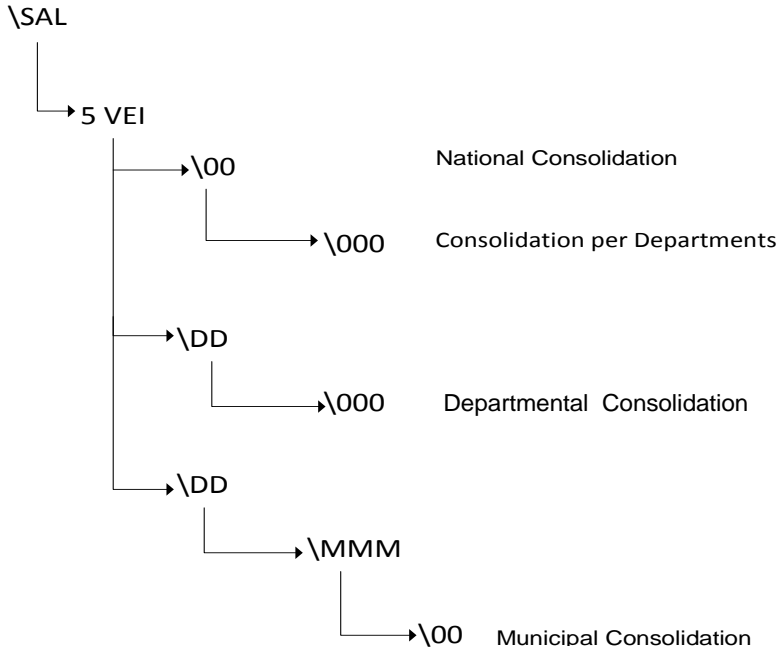 \SAL
5 VEI
\00 National Consolidation
\000 Consolidation per Departments
\DD
\000 Departmental Consolidation
\DD
\MMM
\00 Municipal Consolidation